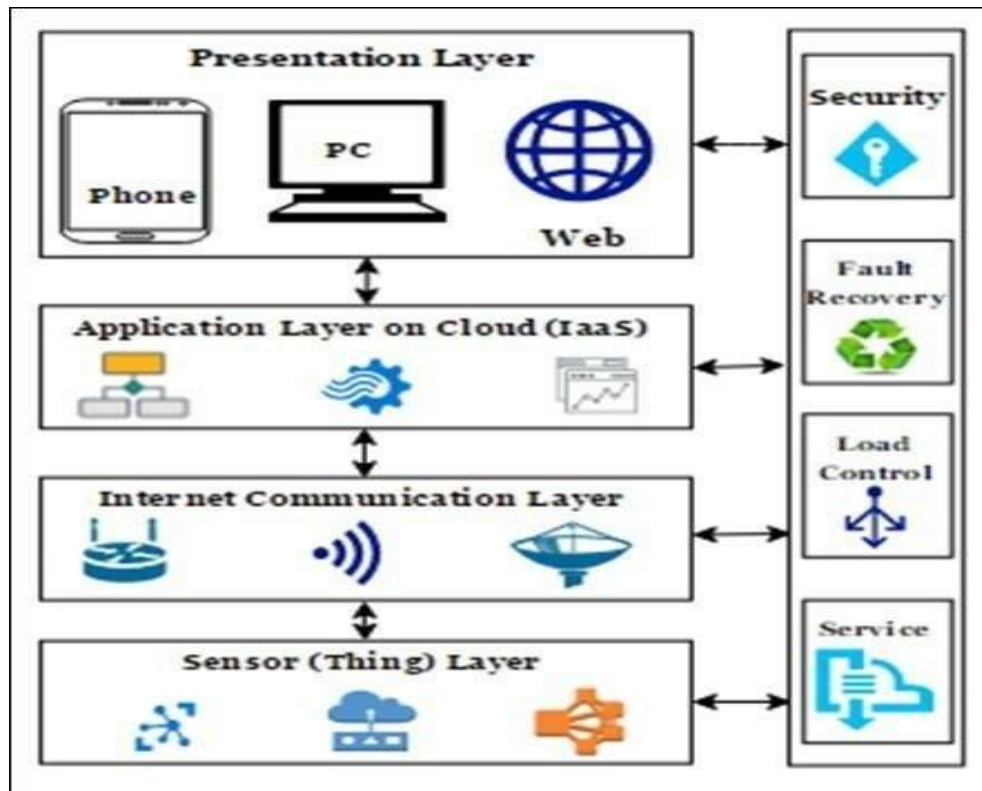 Presentation Layer
Phone
PC
Web
Application Layer on Cloud (IaaS)
Internet Communication Layer
Sensor (Thing) Layer
Security
Fault
Recovery
Load
Control
Service